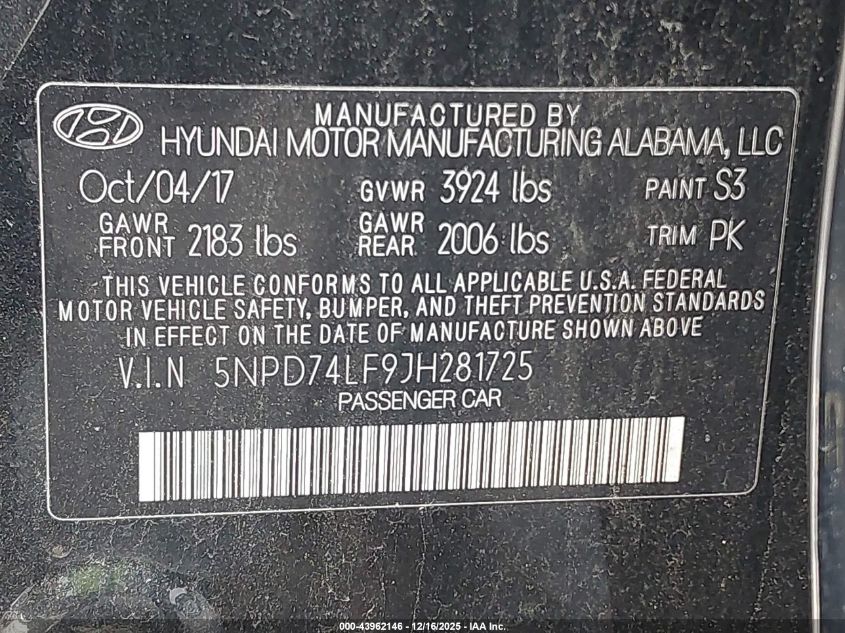 MANUFACTURED BY
HYUNDAI MOTOR MANUFACTURING ALABAMA, LLC
Oct/04/17 GVWR 3924 lbs PAINT S3
GAWR FRONT 2183 lbs GAWR REAR 2006 lbs TRIM PK
THIS VEHICLE CONFORMS TO ALL APPLICABLE U.S.A. FEDERAL
MOTOR VEHICLE SAFETY, BUMPER, AND THEFT PREVENTION STANDARDS
IN EFFECT ON THE DATE OF MANUFACTURE SHOWN ABOVE
V.I.N 5NPD74LF9JH281725
PASSENGER CAR
000-43962146 - 12/16/2025 - IAA Inc.